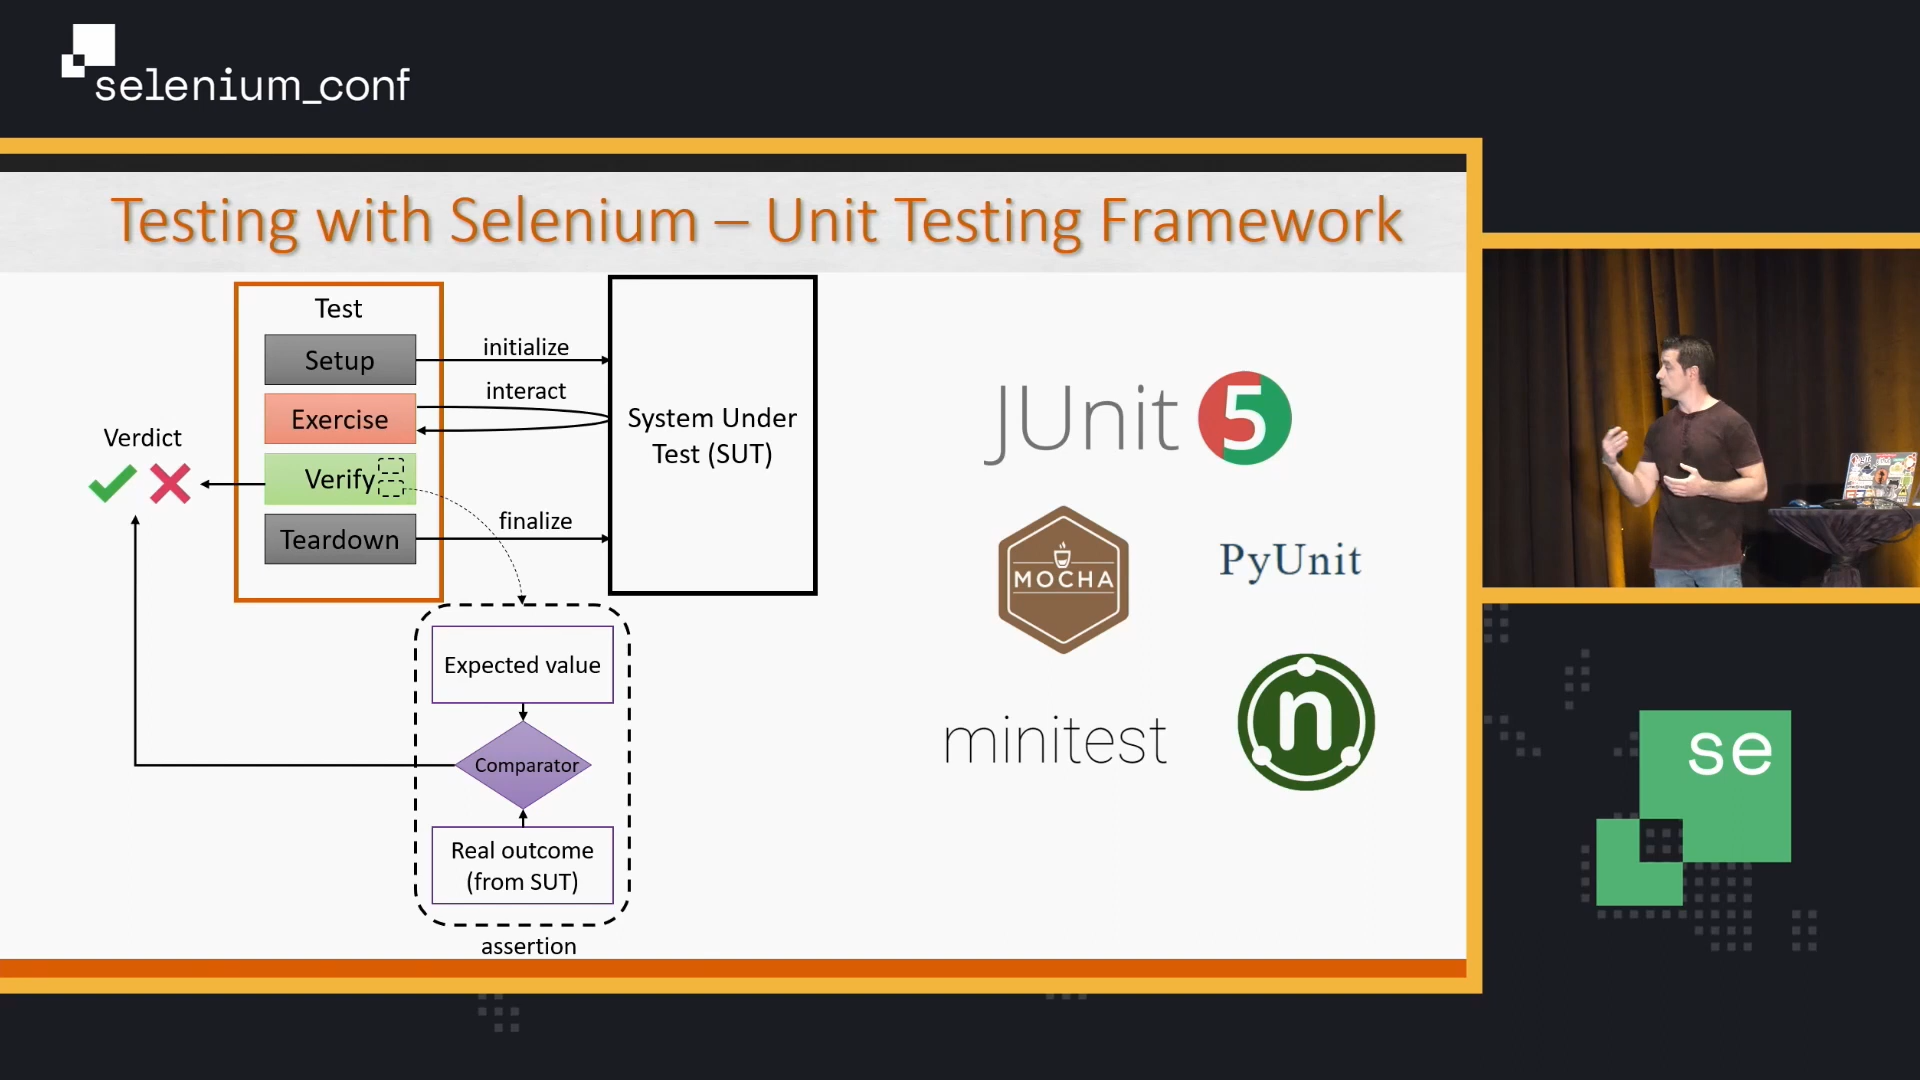 selenium_conf
Testing with Selenium – Unit Testing Framework
Test
Setup
Exercise
Verify
Teardown
initialize
interact
finalize
System Under
Test (SUT)
Verdict
Expected value
Comparator
Real outcome
(from SUT)
assertion
JUnit 5
MOCHA
PyUnit
minitest
n
se